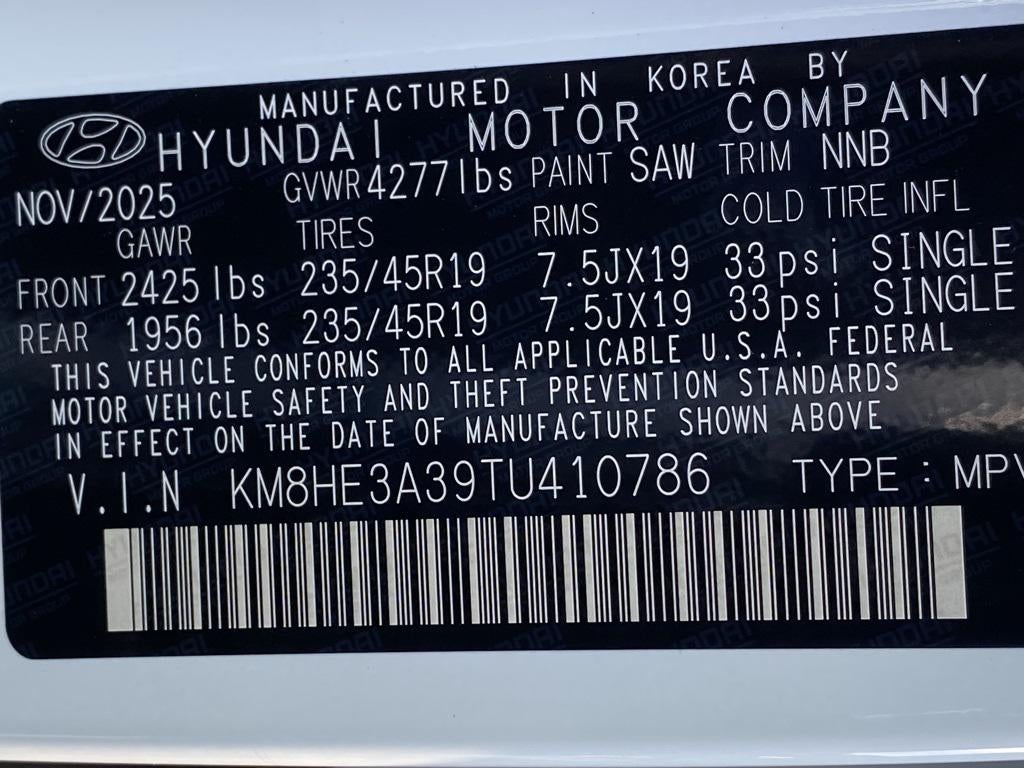 MANUFACTURED IN KOREA BY
HYUNDAI MOTOR COMPANY
NOV/2025 GVWR 4277 lbs PAINT SAW TRIM NNB
GAWR TIRES RIMS COLD TIRE INFL
FRONT 2425 lbs 235/45R19 7.5JX19 33psi SINGLE
REAR 1956 lbs 235/45R19 7.5JX19 33psi SINGLE
THIS VEHICLE CONFORMS TO ALL APPLICABLE U.S.A. FEDERAL
MOTOR VEHICLE SAFETY AND THEFT PREVENTION STANDARDS
IN EFFECT ON THE DATE OF MANUFACTURE SHOWN ABOVE
V.I.N KM8HE3A39TU410786 TYPE : MPV